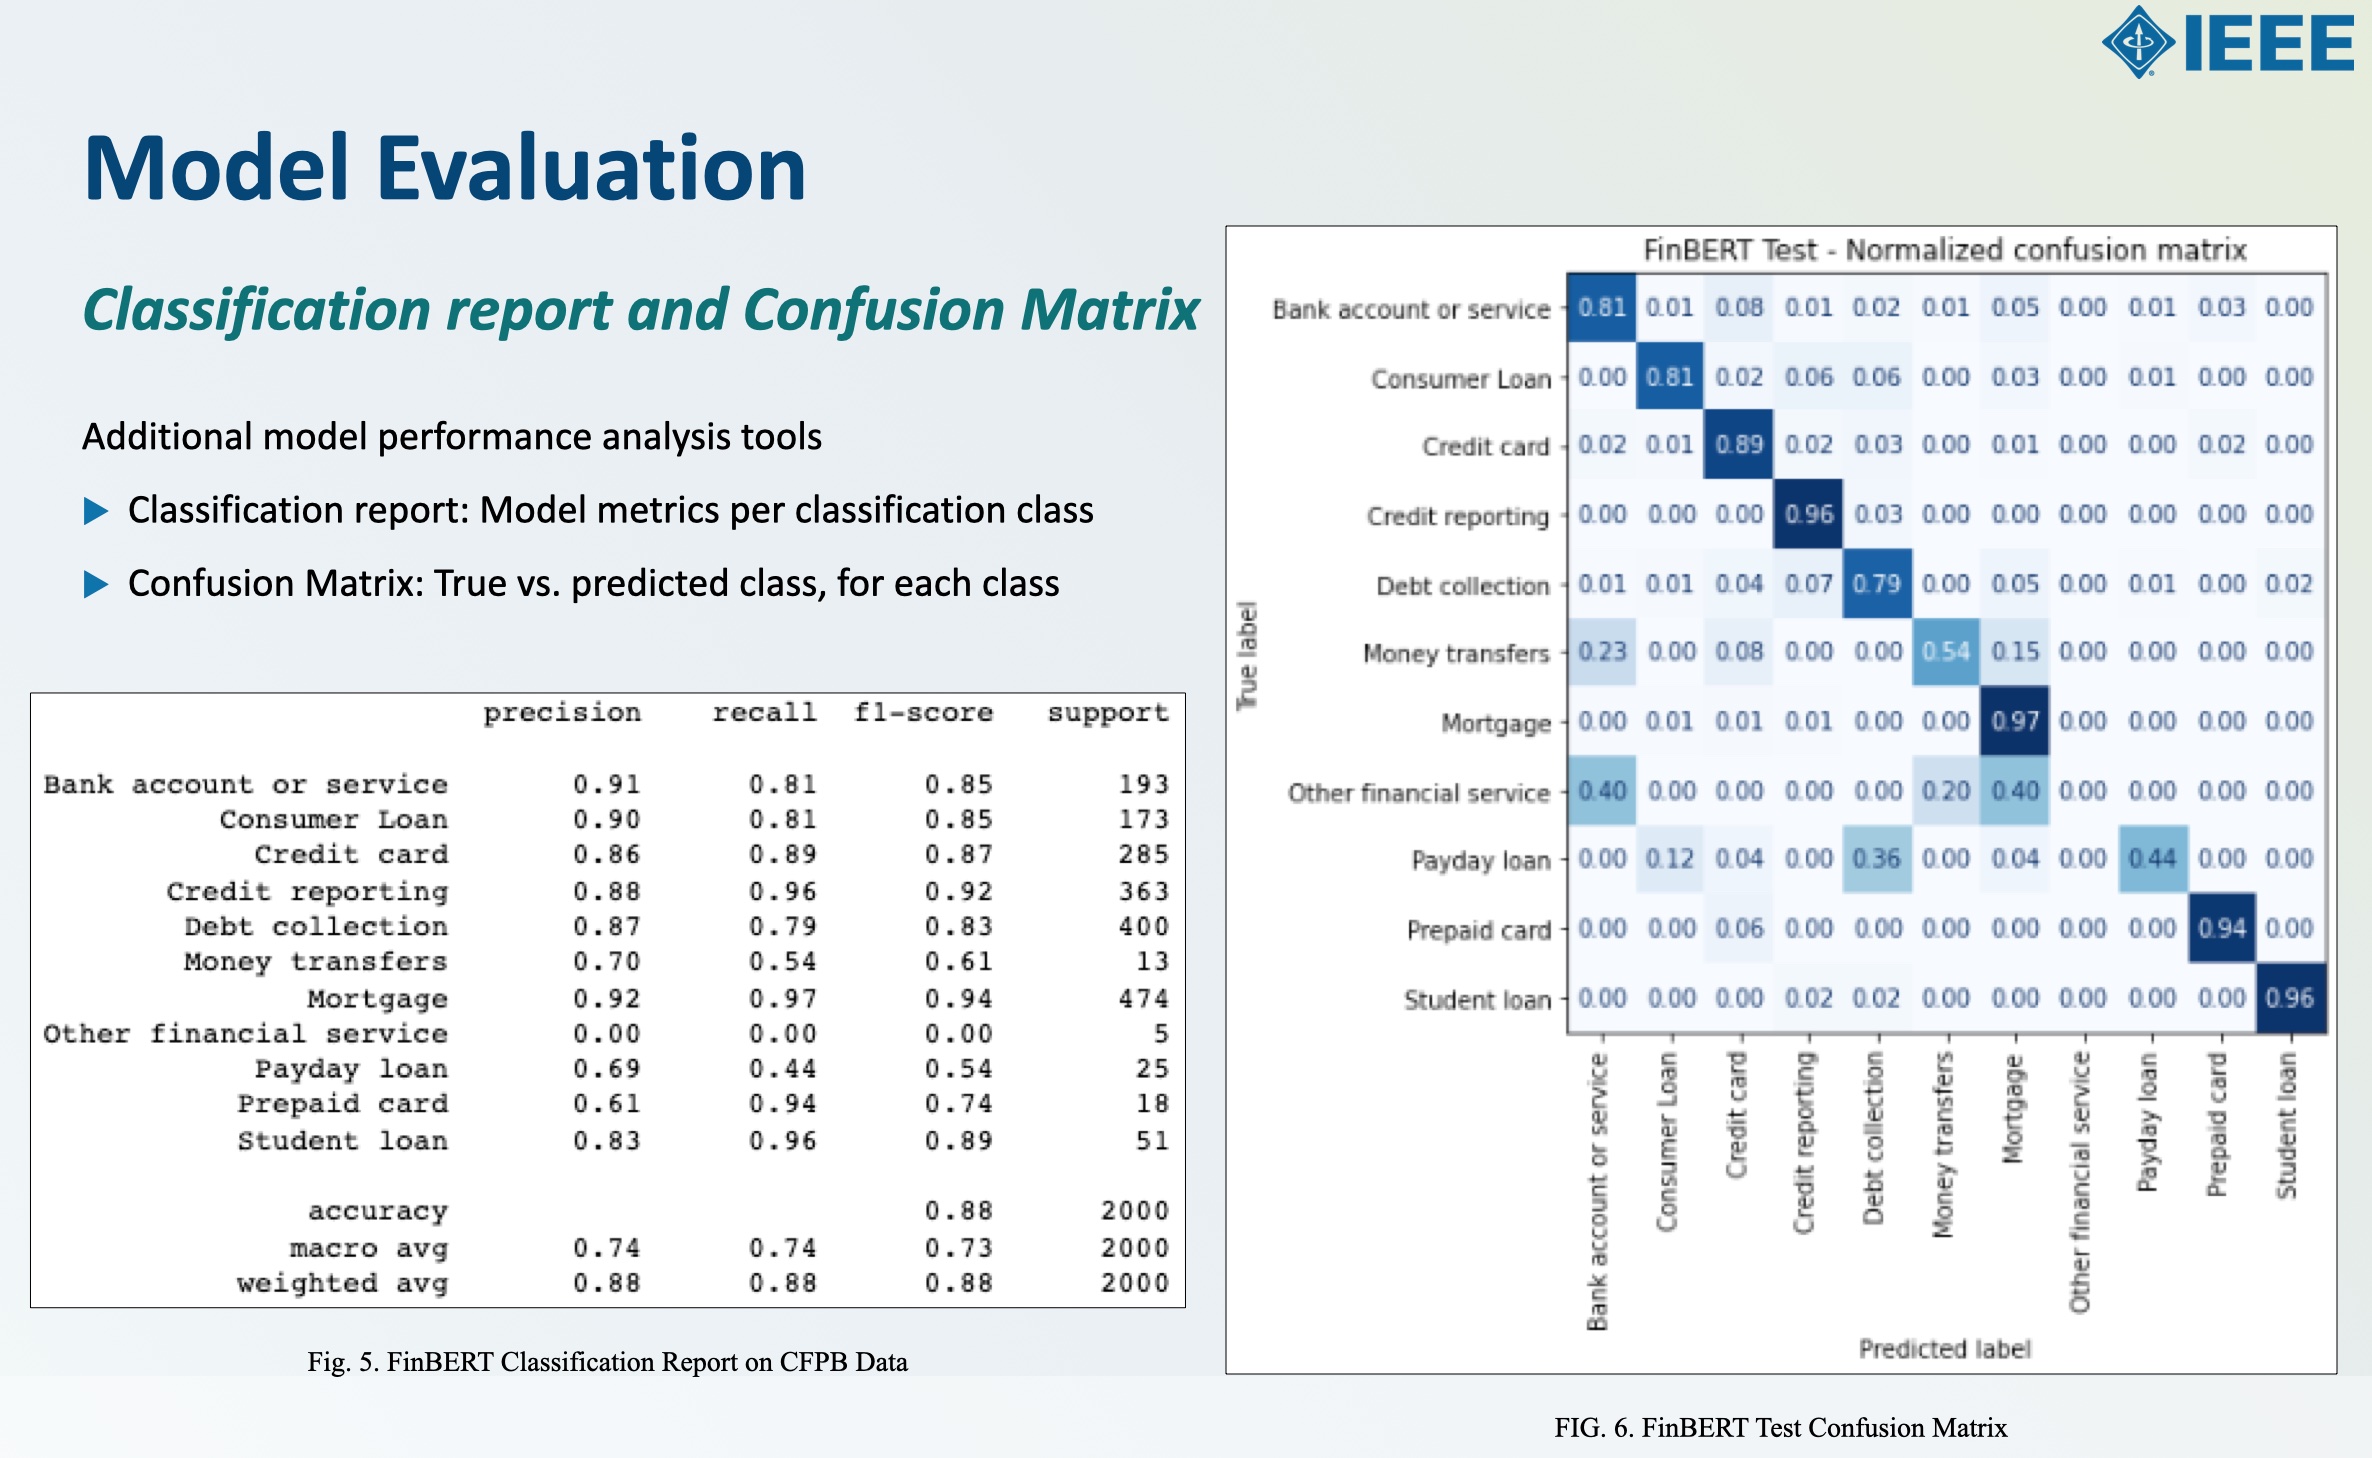 IEEE
Model Evaluation
Classification report and Confusion Matrix
Additional model performance analysis tools
Classification report: Model metrics per classification class
Confusion Matrix: True vs. predicted class, for each class
precision recall f1-score support
Bank account or service 0.91 0.81 0.85 193
Consumer Loan 0.90 0.81 0.85 173
Credit card 0.86 0.89 0.87 285
Credit reporting 0.88 0.96 0.92 363
Debt collection 0.87 0.79 0.83 400
Money transfers 0.70 0.54 0.61 13
Mortgage 0.92 0.97 0.94 474
Other financial service 0.00 0.00 0.00 5
Payday loan 0.69 0.44 0.54 25
Prepaid card 0.61 0.94 0.74 18
Student loan 0.83 0.96 0.89 51
accuracy 0.88 2000
macro avg 0.74 0.74 0.73 2000
weighted avg 0.88 0.88 0.88 2000
Fig. 5. FinBERT Classification Report on CFPB Data
FinBERT Test - Normalized confusion matrix
True label
Bank account or service 0.81 0.01 0.08 0.01 0.02 0.01 0.05 0.00 0.01 0.03 0.00
Consumer Loan 0.00 0.81 0.02 0.06 0.06 0.00 0.03 0.00 0.01 0.00 0.00
Credit card 0.02 0.01 0.89 0.02 0.03 0.00 0.01 0.00 0.00 0.02 0.00
Credit reporting 0.00 0.00 0.00 0.96 0.03 0.00 0.00 0.00 0.00 0.00 0.00
Debt collection 0.01 0.01 0.04 0.07 0.79 0.00 0.05 0.00 0.01 0.00 0.02
Money transfers 0.23 0.00 0.08 0.00 0.00 0.54 0.15 0.00 0.00 0.00 0.00
Mortgage 0.00 0.01 0.01 0.01 0.00 0.00 0.97 0.00 0.00 0.00 0.00
Other financial service 0.40 0.00 0.00 0.00 0.00 0.20 0.40 0.00 0.00 0.00 0.00
Payday loan 0.00 0.12 0.04 0.00 0.36 0.00 0.04 0.00 0.44 0.00 0.00
Prepaid card 0.00 0.00 0.06 0.00 0.00 0.00 0.00 0.00 0.00 0.94 0.00
Student loan 0.00 0.00 0.00 0.02 0.02 0.00 0.00 0.00 0.00 0.00 0.96
Bank account or service
Consumer Loan
Credit card
Credit reporting
Debt collection
Money transfers
Mortgage
Other financial service
Payday loan
Prepaid card
Student loan
Predicted label
FIG. 6. FinBERT Test Confusion Matrix